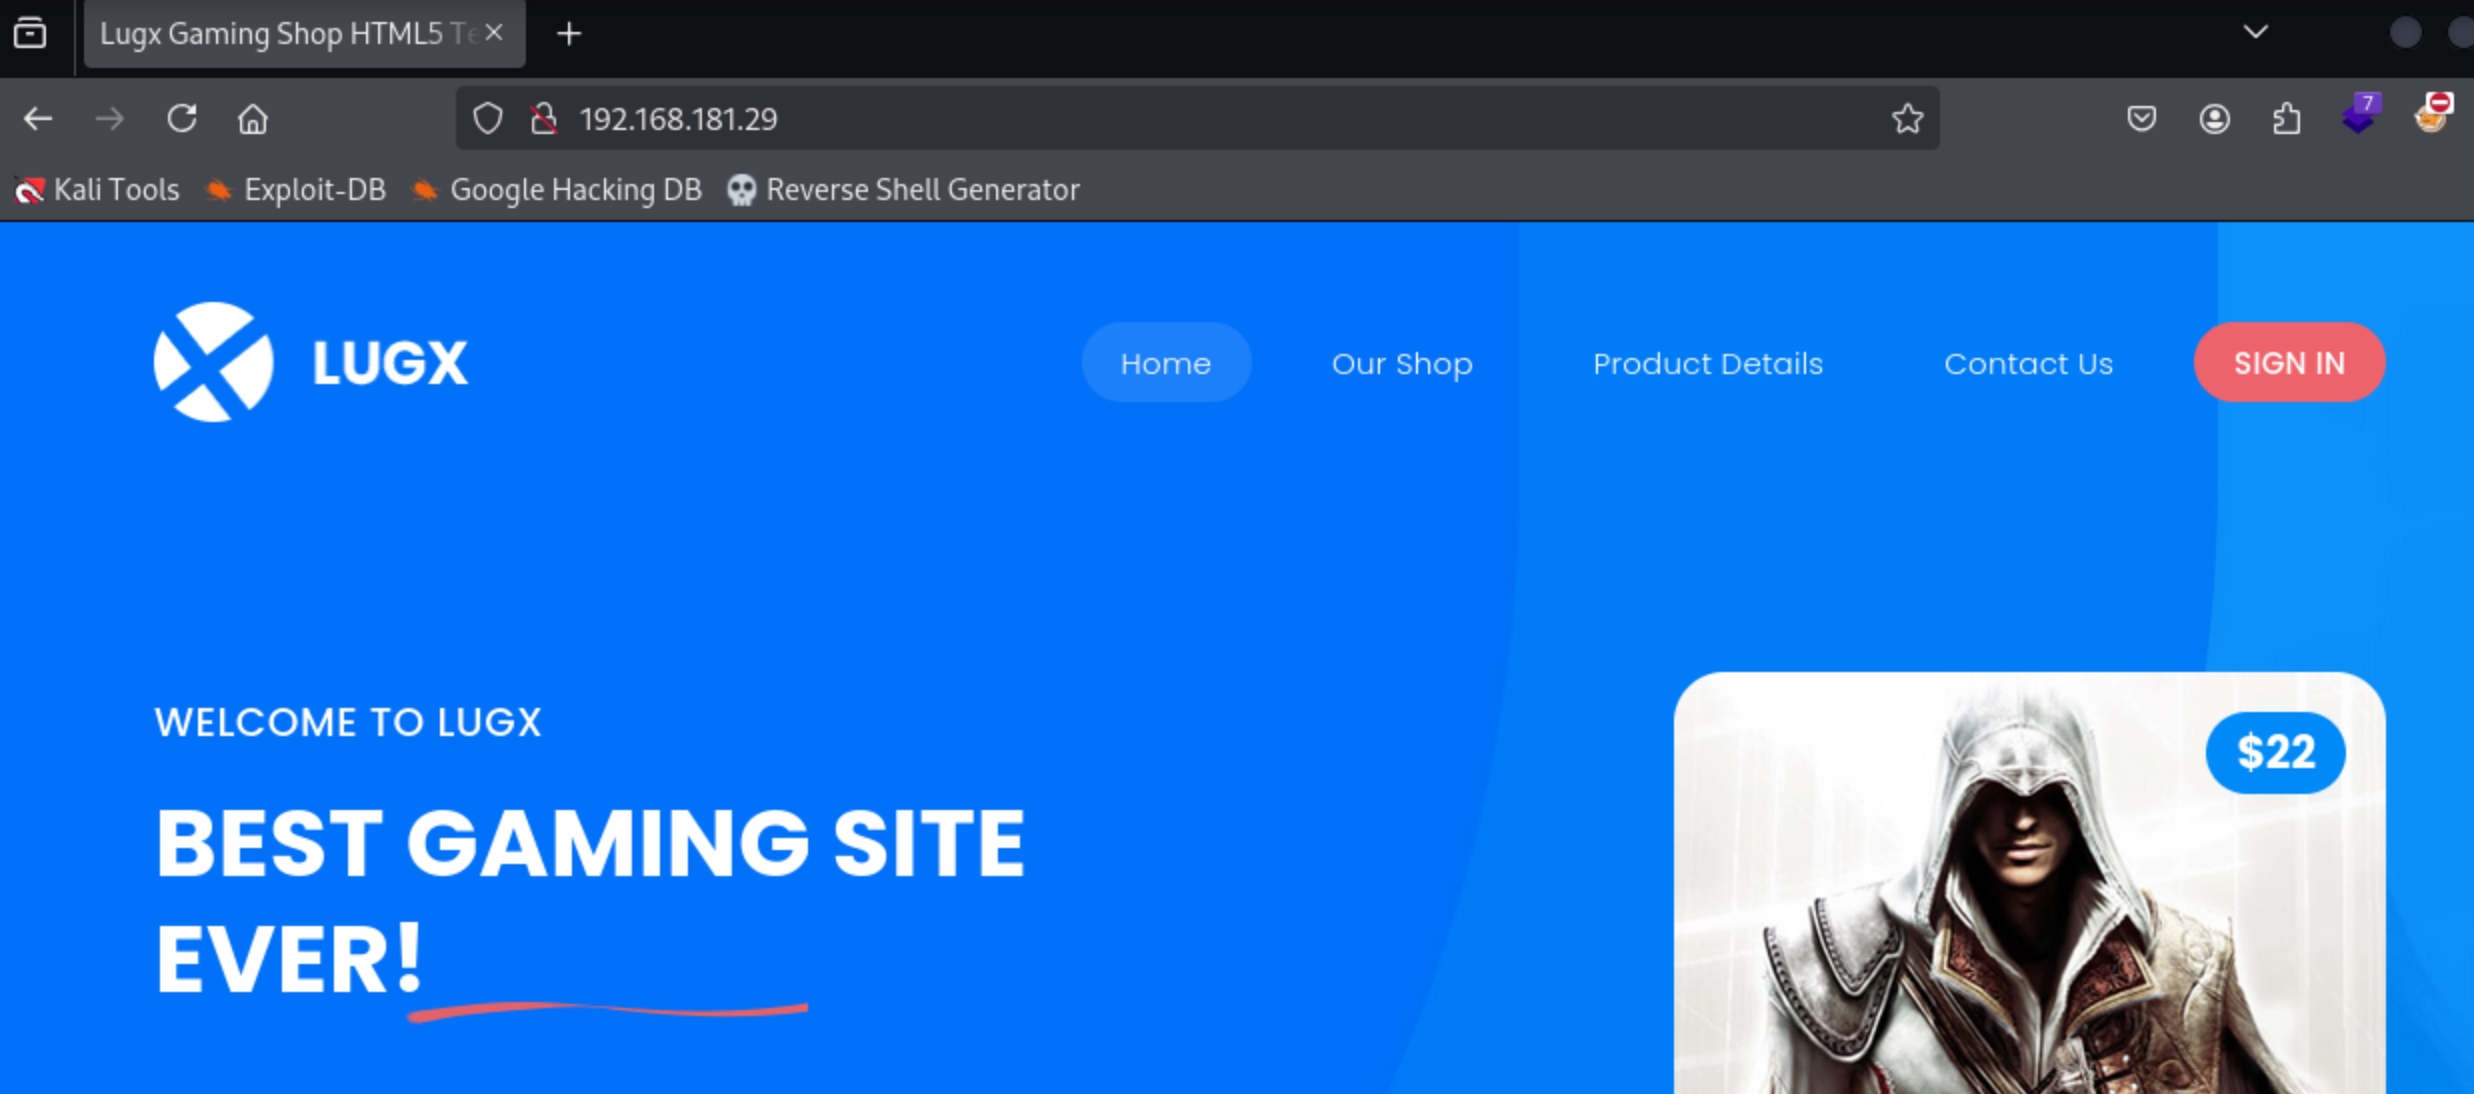 Lugx Gaming Shop HTML5 Te
192.168.181.29
7
Kali Tools Exploit-DB Google Hacking DB Reverse Shell Generator
LUGX Home Our Shop Product Details Contact Us SIGN IN
WELCOME TO LUGX
$22
BEST GAMING SITE
EVER!